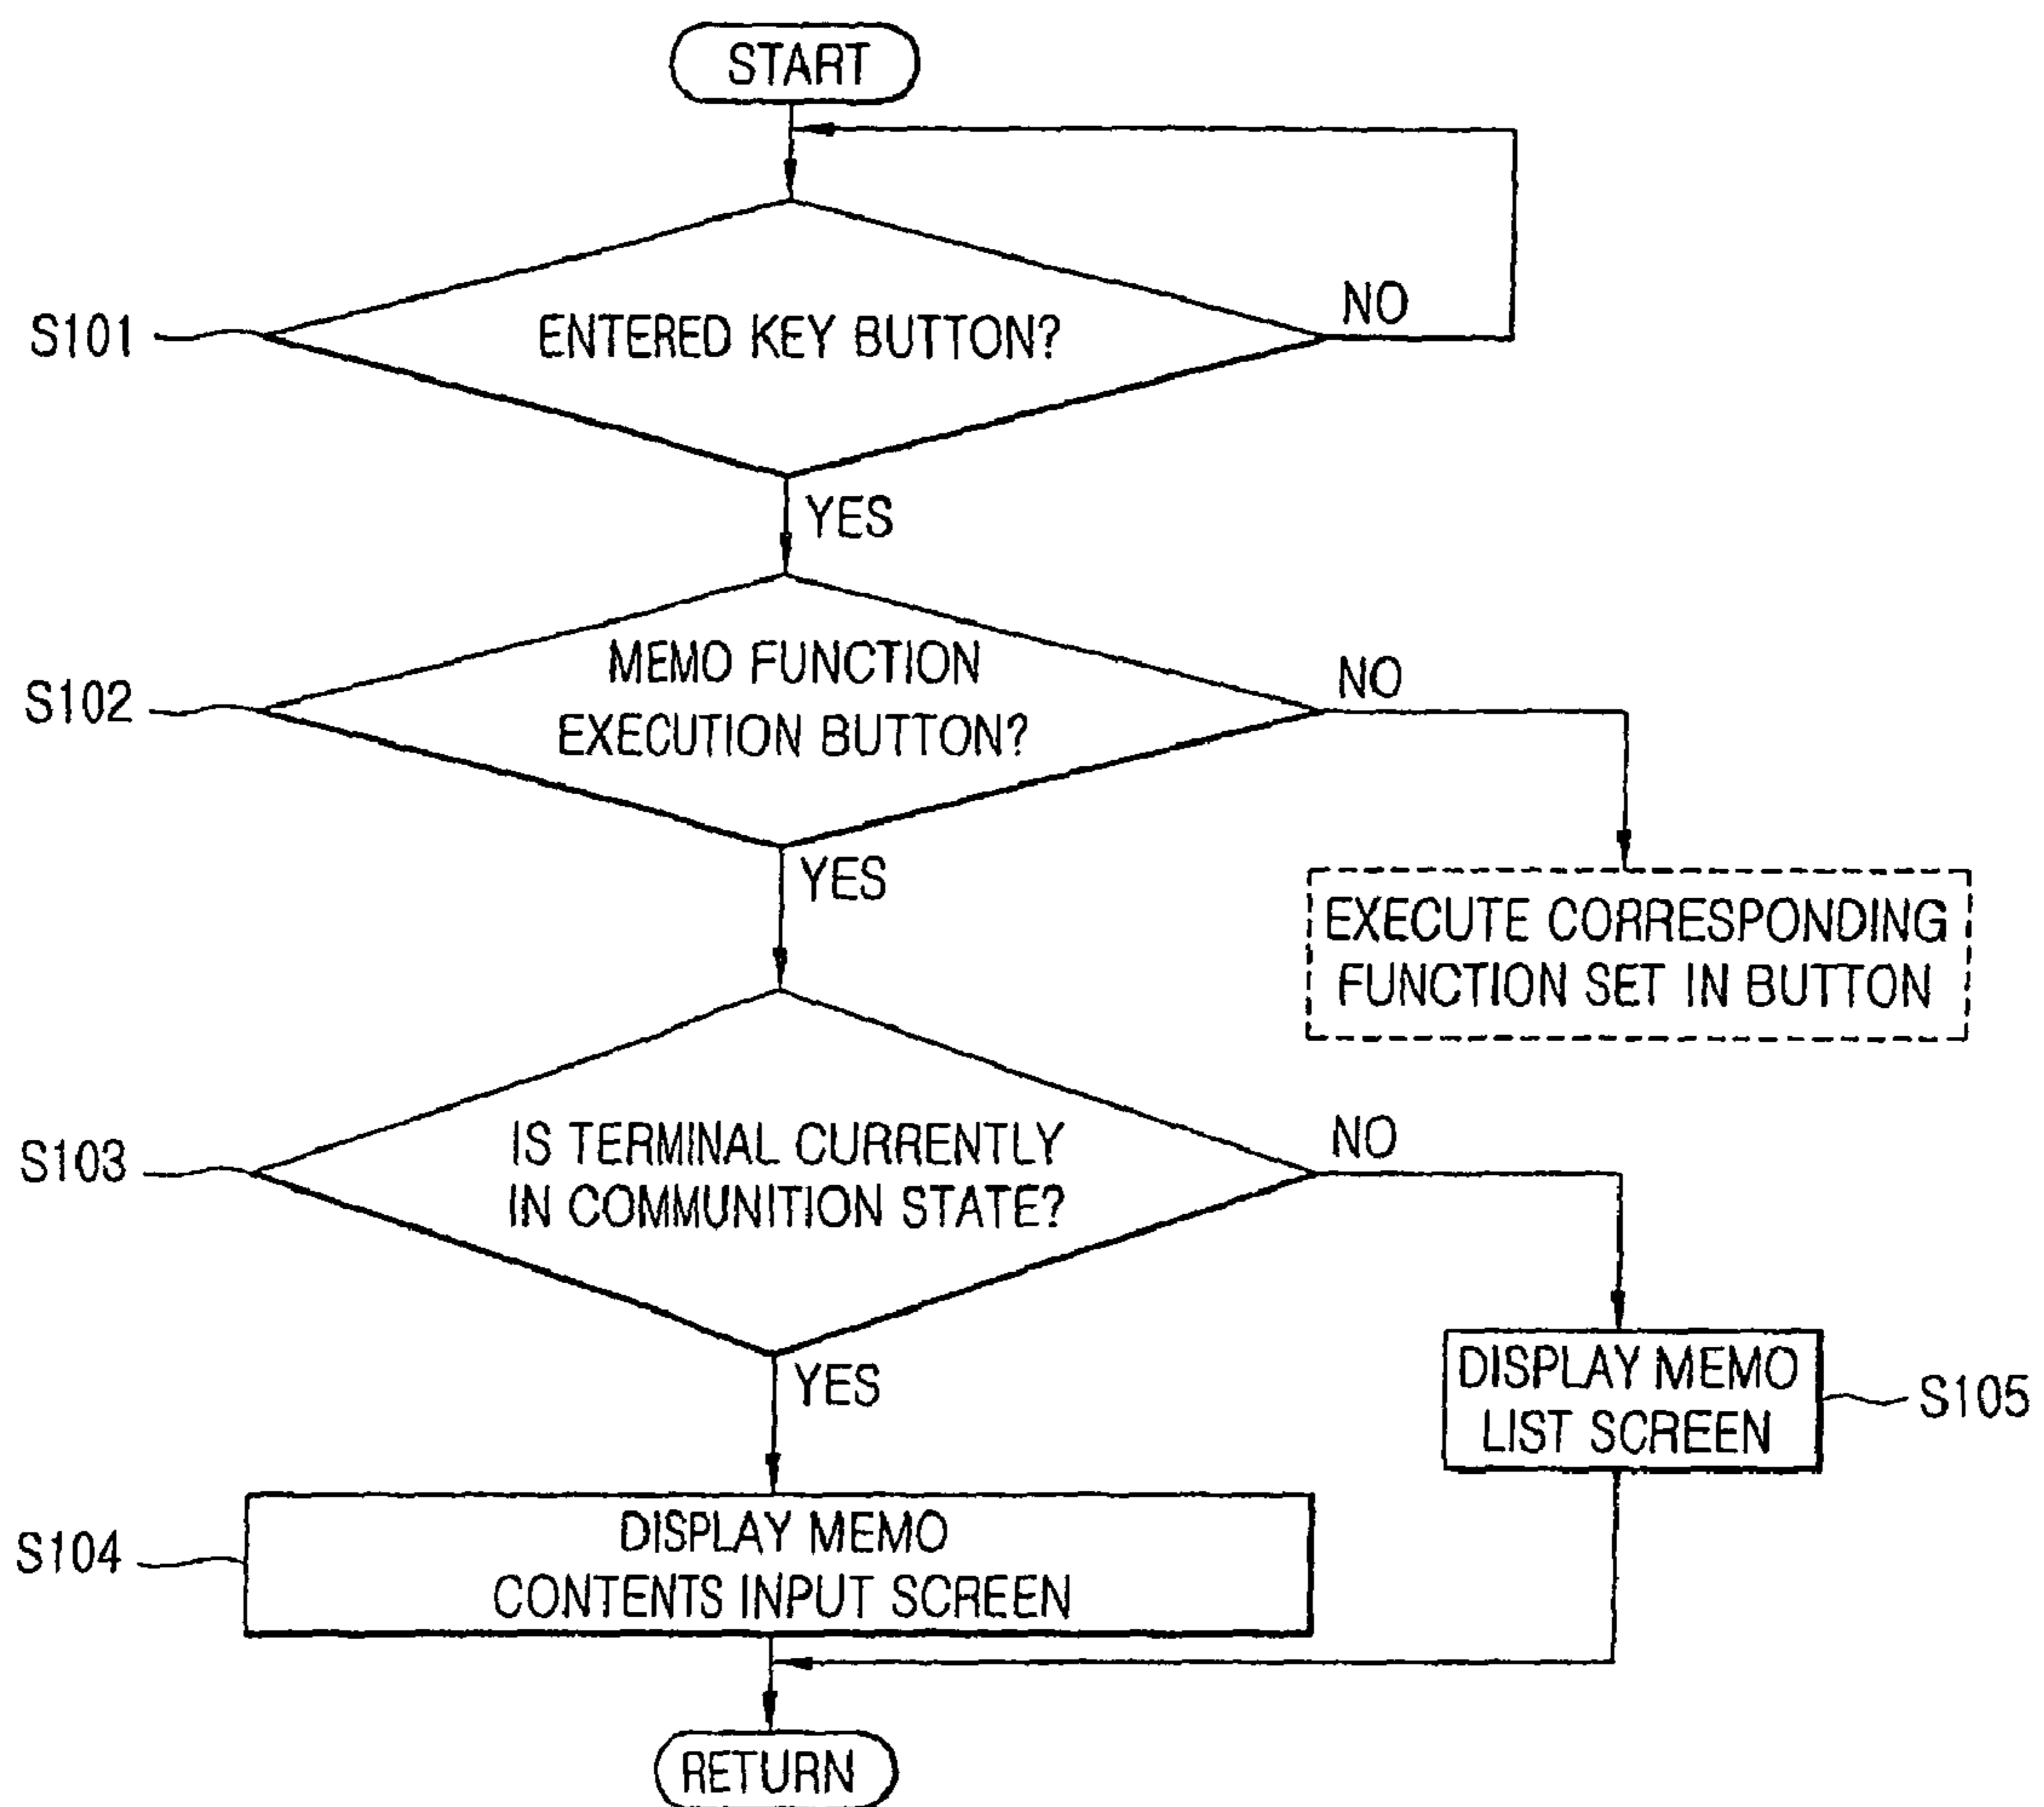 START
NO
S101
ENTERED KEY BUTTON?
YES
S102
MEMO FUNCTION
EXECUTION BUTTON?
NO
YES
EXECUTE CORRESPONDING
FUNCTION SET IN BUTTON
S103
IS TERMINAL CURRENTLY
IN COMMUNITION STATE?
NO
YES
DISPLAY MEMO
LIST SCREEN
S105
S104
DISPLAY MEMO
CONTENTS INPUT SCREEN
RETURN